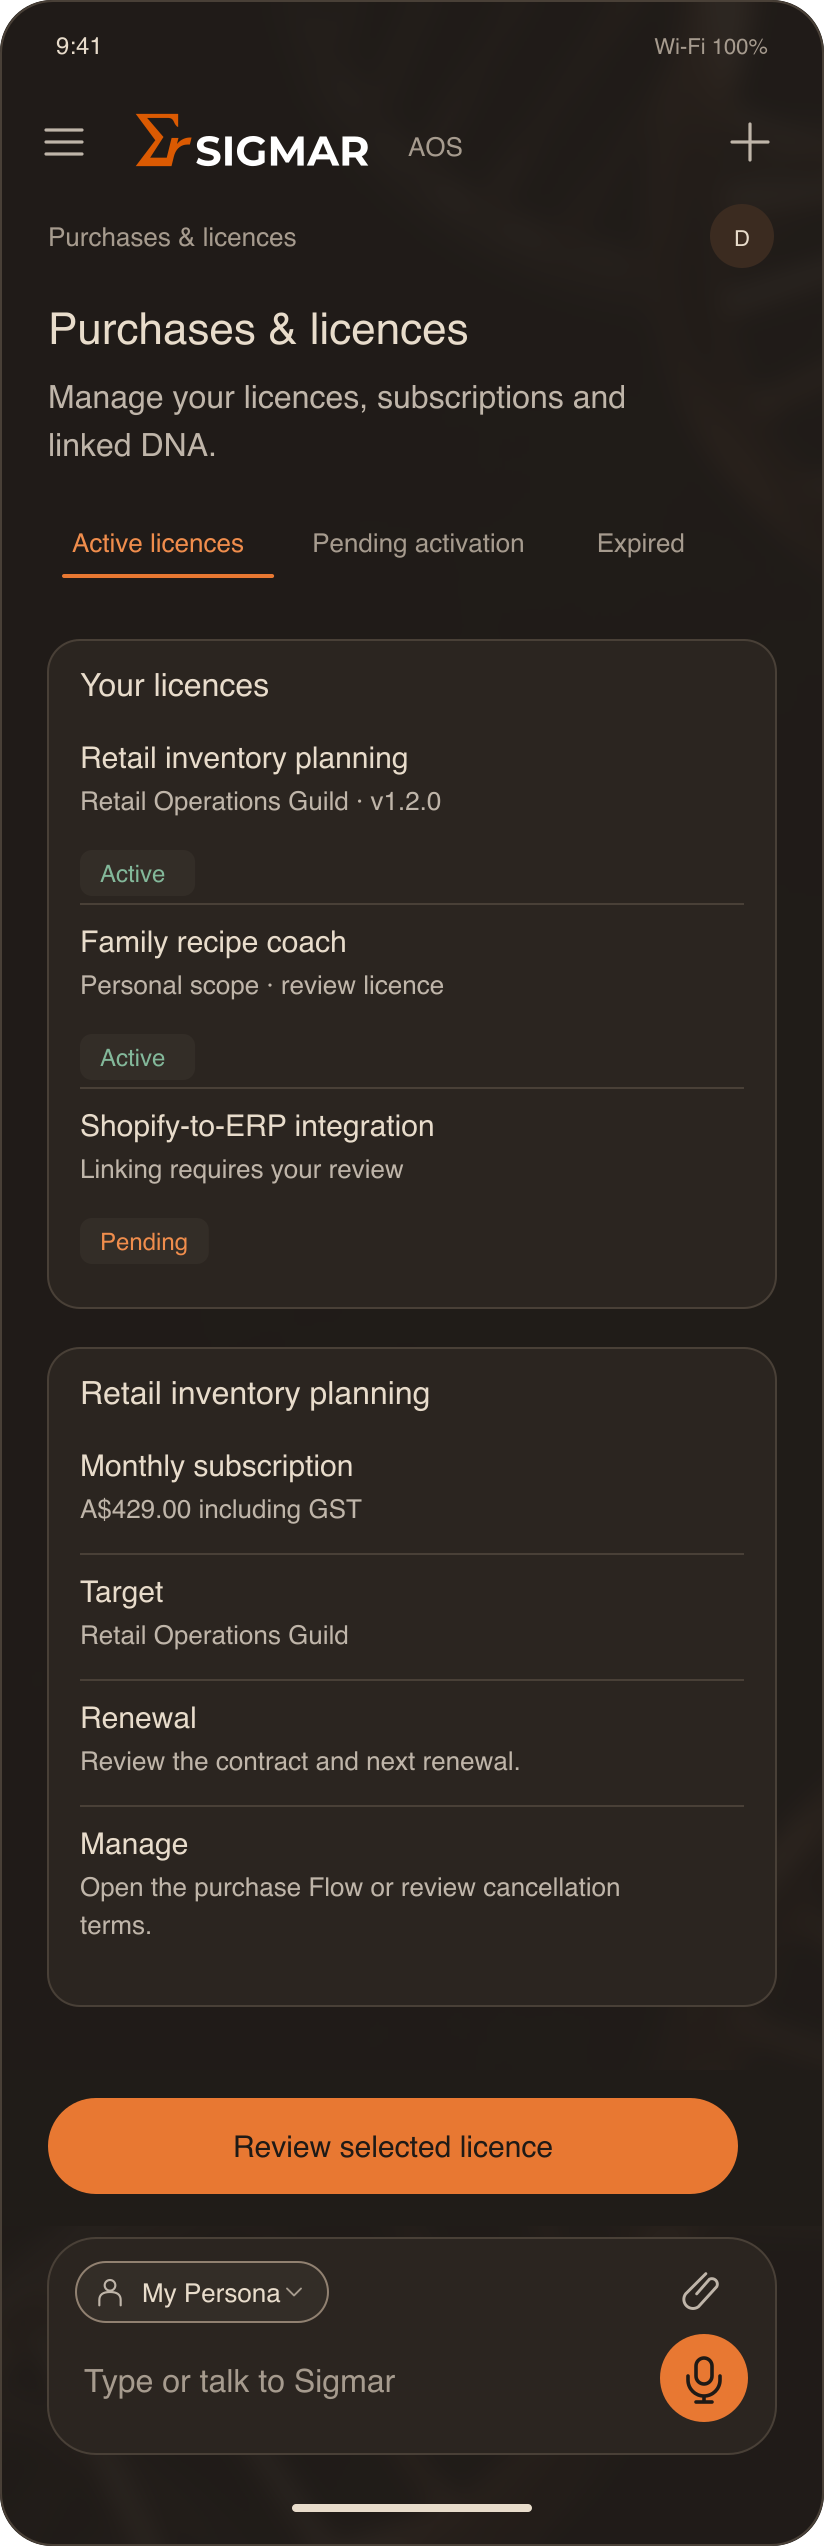 9:41
Wi-Fi 100%
Σr SIGMAR AOS
Purchases & licences
D
Purchases & licences
Manage your licences, subscriptions and
linked DNA.
Active licences
Pending activation
Expired
Your licences
Retail inventory planning
Retail Operations Guild · v1.2.0
Active
Family recipe coach
Personal scope · review licence
Active
Shopify-to-ERP integration
Linking requires your review
Pending
Retail inventory planning
Monthly subscription
A$429.00 including GST
Target
Retail Operations Guild
Renewal
Review the contract and next renewal.
Manage
Open the purchase Flow or review cancellation
terms.
Review selected licence
My Persona
Type or talk to Sigmar